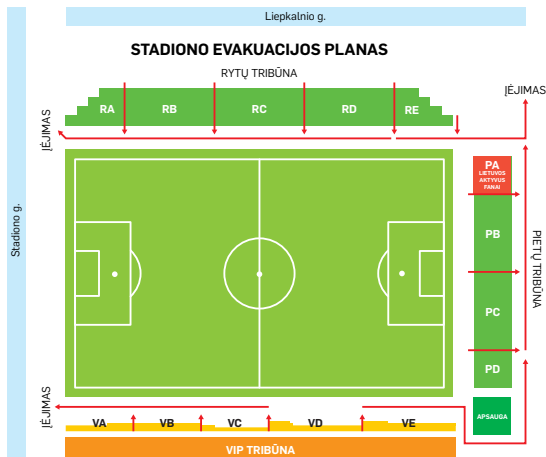 Liepkalnio g.
STADIONO EVAKUACIJOS PLANAS
RYTŲ TRIBŪNA
RA
RB
RC
RD
RE
ĮĖJIMAS
ĮĖJIMAS
Stadiono g.
PA
LIETUVOS
AKTYVŪS
FANAI
PB
PC
PD
PIETŲ TRIBŪNA
APSAUGA
ĮĖJIMAS
VA
VB
VC
VD
VE
VIP TRIBŪNA